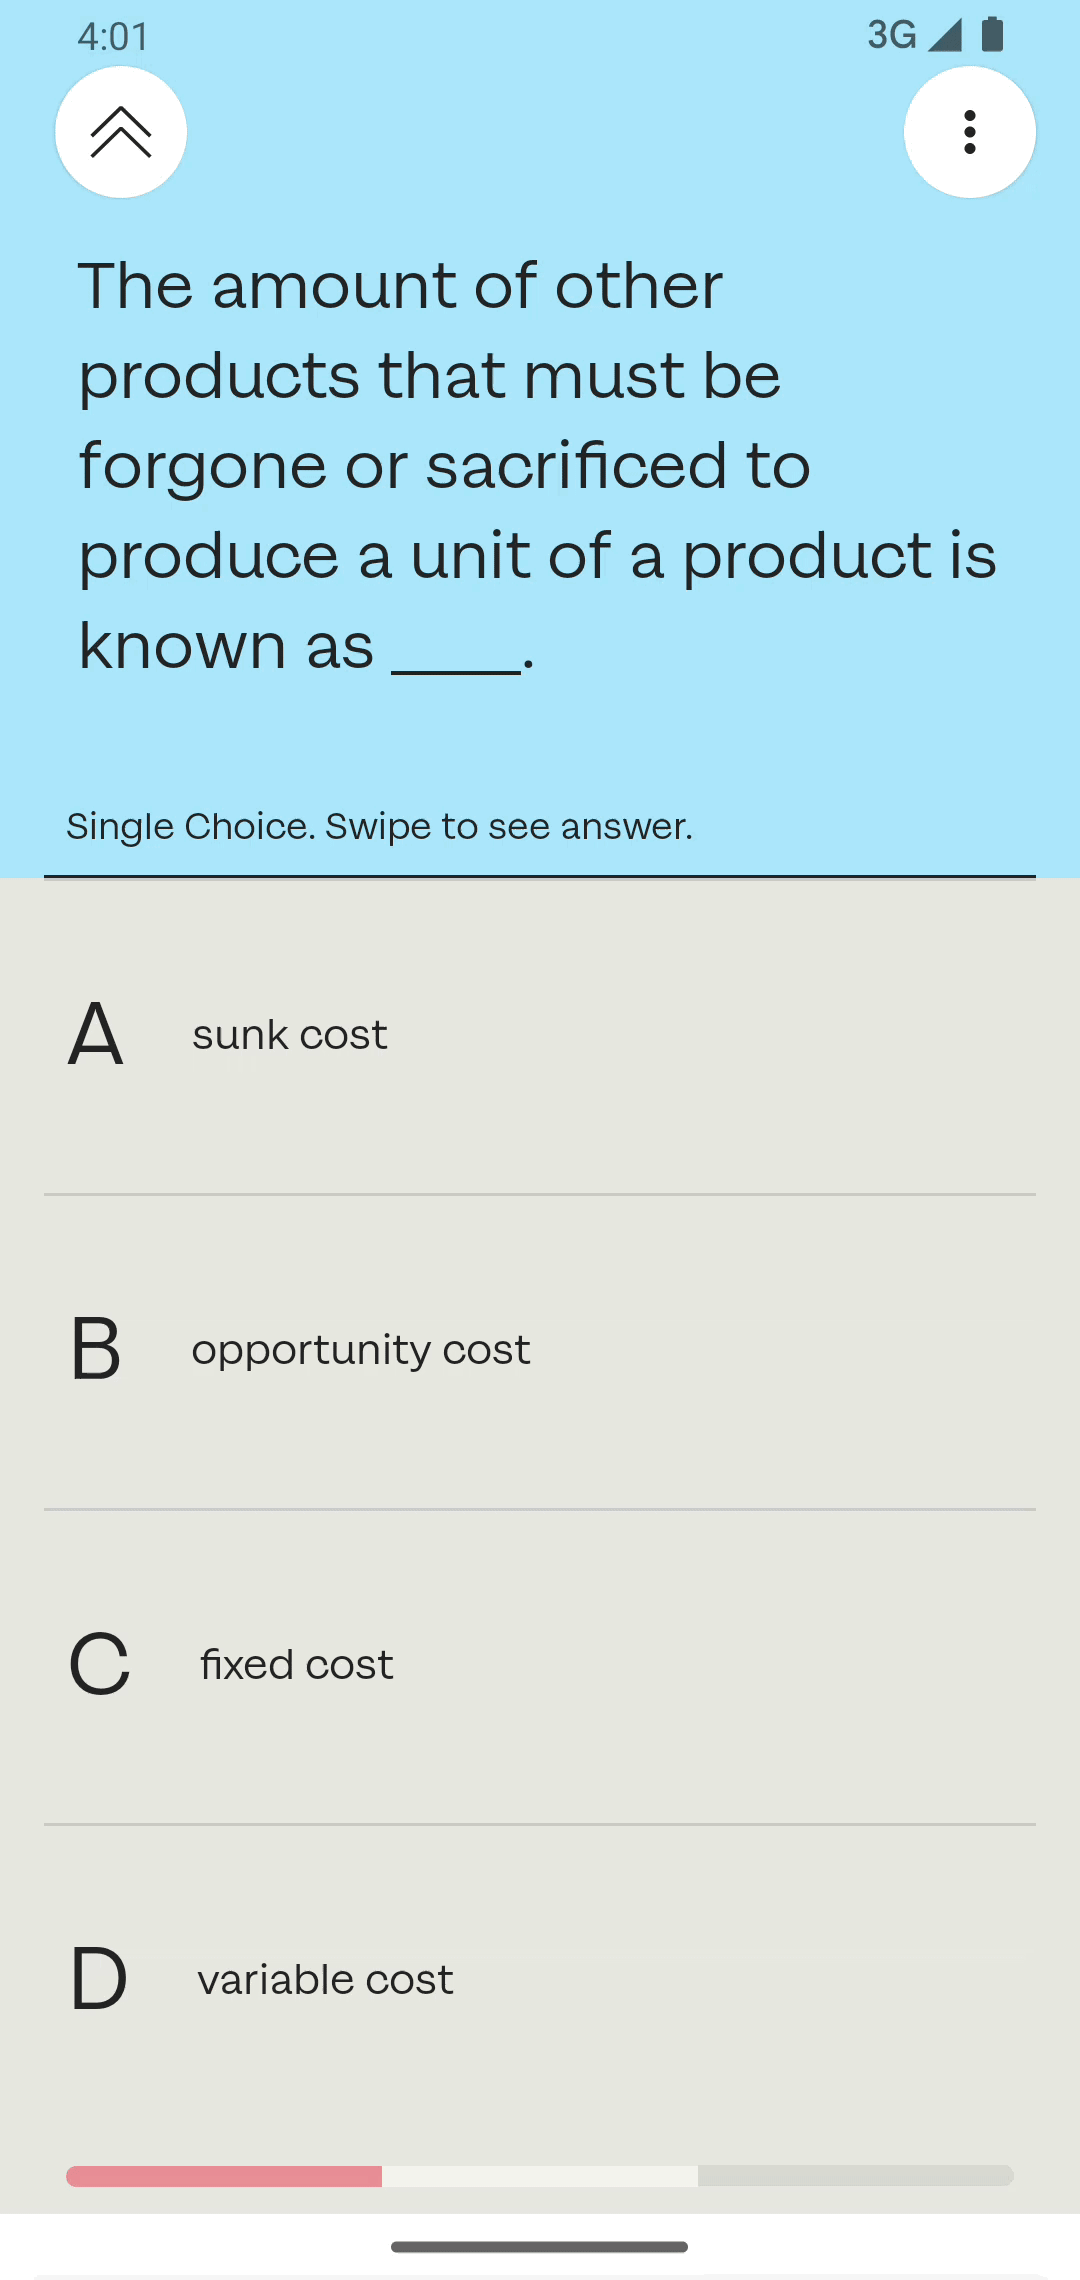 4:01
3G
The amount of other
products that must be
forgone or sacrificed to
produce a unit of a product is
known as ____.
Single Choice. Swipe to see answer.
A sunk cost
B opportunity cost
C fixed cost
D variable cost